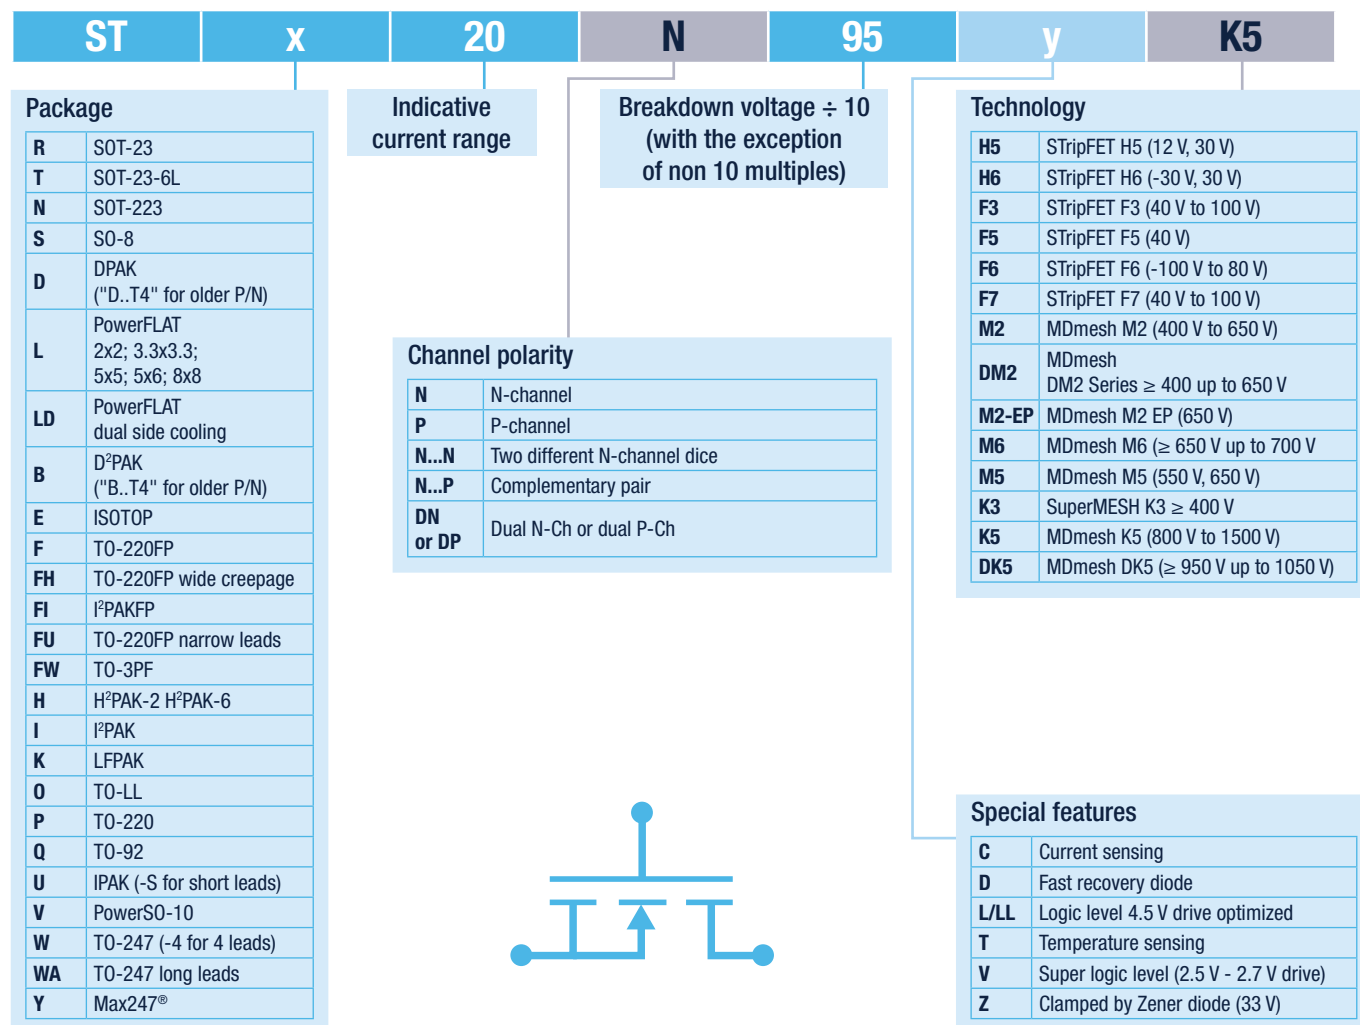 ST x 20 N 95 y K5
Package
R SOT-23
T SOT-23-6L
N SOT-223
S SO-8
D DPAK
("D..T4" for older P/N)
L PowerFLAT
2x2; 3.3x3.3;
5x5; 5x6; 8x8
LD PowerFLAT
dual side cooling
B D²PAK
("B..T4" for older P/N)
E ISOTOP
F TO-220FP
FH TO-220FP wide creepage
FI I²PAKFP
FU TO-220FP narrow leads
FW TO-3PF
H H²PAK-2 H²PAK-6
I I²PAK
K LFPAK
O TO-LL
P TO-220
Q TO-92
U IPAK (-S for short leads)
V PowerSO-10
W TO-247 (-4 for 4 leads)
WA TO-247 long leads
Y Max247®
Indicative
current range
Breakdown voltage ÷ 10
(with the exception
of non 10 multiples)
Channel polarity
N N-channel
P P-channel
N...N Two different N-channel dice
N...P Complementary pair
DN
or DP Dual N-Ch or dual P-Ch
Technology
H5 STripFET H5 (12 V, 30 V)
H6 STripFET H6 (-30 V, 30 V)
F3 STripFET F3 (40 V to 100 V)
F5 STripFET F5 (40 V)
F6 STripFET F6 (-100 V to 80 V)
F7 STripFET F7 (40 V to 100 V)
M2 MDmesh M2 (400 V to 650 V)
DM2 MDmesh
DM2 Series ≥ 400 up to 650 V
M2-EP MDmesh M2 EP (650 V)
M6 MDmesh M6 (≥ 650 V up to 700 V
M5 MDmesh M5 (550 V, 650 V)
K3 SuperMESH K3 ≥ 400 V
K5 MDmesh K5 (800 V to 1500 V)
DK5 MDmesh DK5 (≥ 950 V up to 1050 V)
Special features
C Current sensing
D Fast recovery diode
L/LL Logic level 4.5 V drive optimized
T Temperature sensing
V Super logic level (2.5 V - 2.7 V drive)
Z Clamped by Zener diode (33 V)